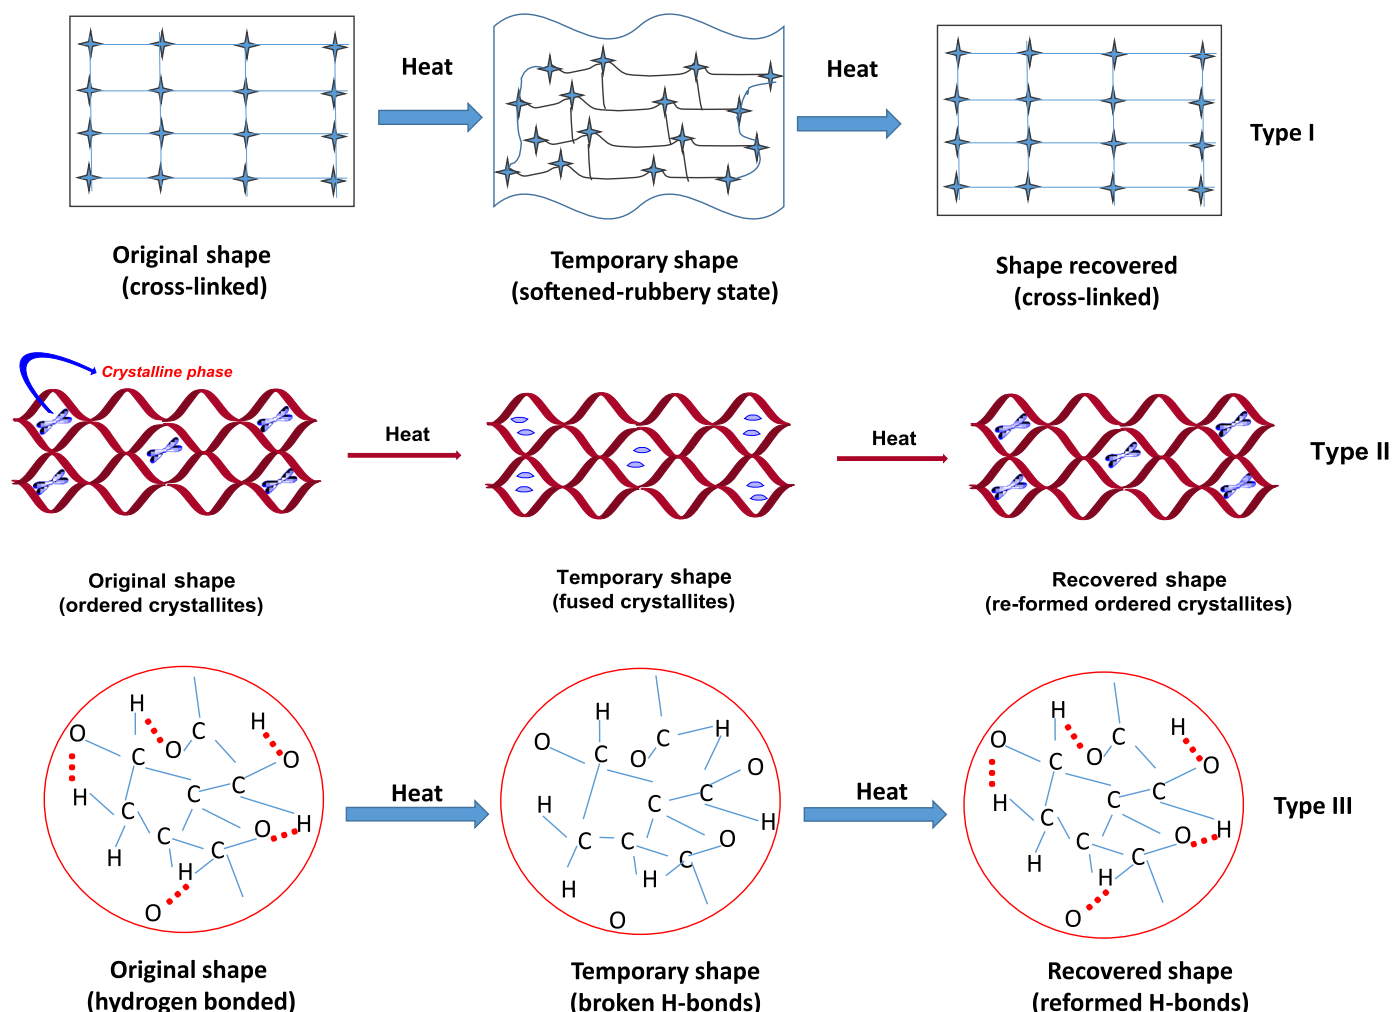 Heat
Heat
Type I
Original shape
(cross-linked)
Temporary shape
(softened-rubbery state)
Shape recovered
(cross-linked)
Crystalline phase
Heat
Heat
Type II
Original shape
(ordered crystallites)
Temporary shape
(fused crystallites)
Recovered shape
(re-formed ordered crystallites)
H
H
O
C
O
C
O
C
H
C
O
H
C
H
C
H
O
Heat
H
H
O
C
C
O
O
C
C
H
H
C
C
O
C
H
H
O
Heat
H
H
O
C
O
C
O
C
H
C
C
O
H
C
H
C
H
O
Type III
Original shape
(hydrogen bonded)
Temporary shape
(broken H-bonds)
Recovered shape
(reformed H-bonds)